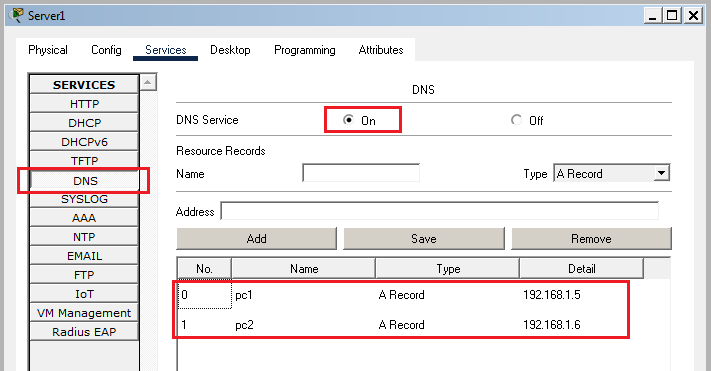 Server1
Physical Config Services Desktop Programming Attributes
SERVICES
HTTP
DHCP
DHCPv6
TFTP
DNS
SYSLOG
AAA
NTP
EMAIL
FTP
IoT
VM Management
Radius EAP
DNS
DNS Service On Off
Resource Records
Name Type A Record
Address
Add Save Remove
No. Name Type Detail
0 pc1 A Record 192.168.1.5
1 pc2 A Record 192.168.1.6